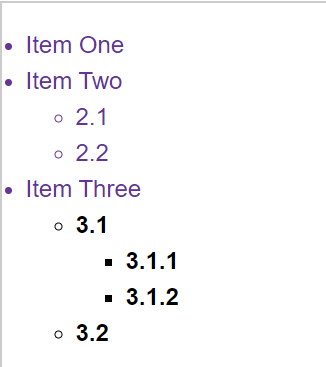 Item One
Item Two
2.1
2.2
Item Three
3.1
3.1.1
3.1.2
3.2